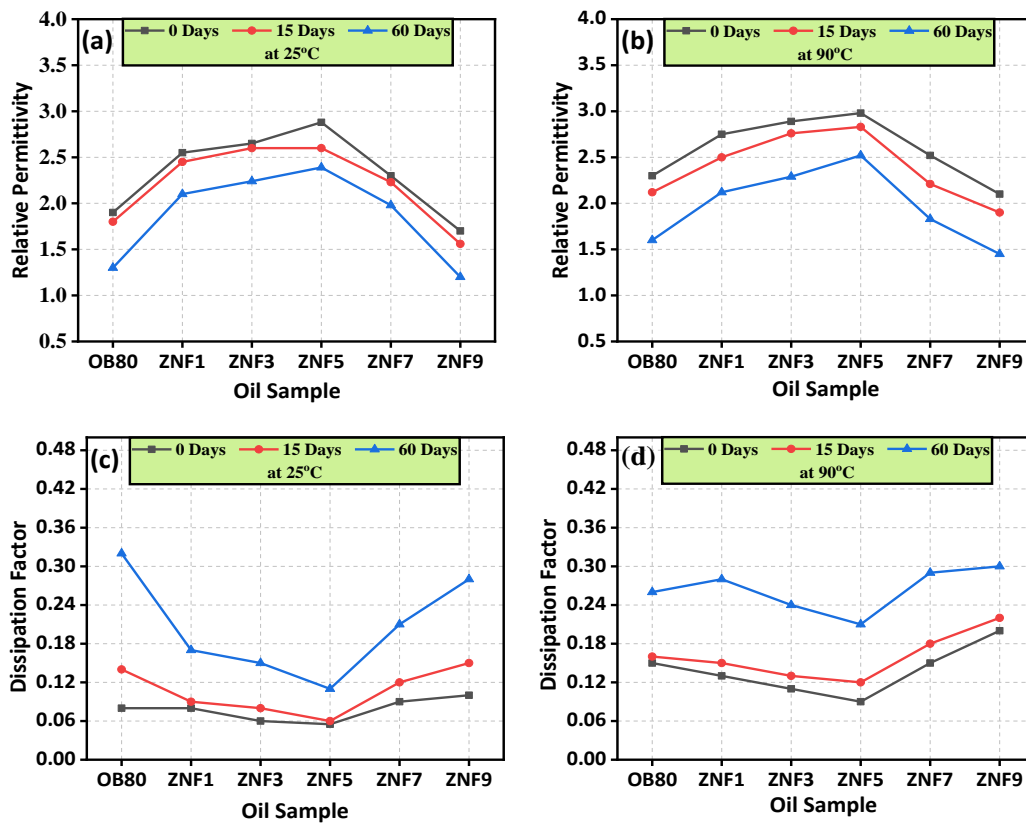 (a)
0 Days 15 Days 60 Days
at 25°C
Relative Permittivity
4.0
3.5
3.0
2.5
2.0
1.5
1.0
0.5
OB80 ZNF1 ZNF3 ZNF5 ZNF7 ZNF9
Oil Sample
(b)
0 Days 15 Days 60 Days
at 90°C
Relative Permittivity
4.0
3.5
3.0
2.5
2.0
1.5
1.0
0.5
OB80 ZNF1 ZNF3 ZNF5 ZNF7 ZNF9
Oil Sample
(c)
0 Days 15 Days 60 Days
at 25°C
Dissipation Factor
0.48
0.42
0.36
0.30
0.24
0.18
0.12
0.06
0.00
OB80 ZNF1 ZNF3 ZNF5 ZNF7 ZNF9
Oil Sample
(d)
0 Days 15 Days 60 Days
at 90°C
Dissipation Factor
0.48
0.42
0.36
0.30
0.24
0.18
0.12
0.06
0.00
OB80 ZNF1 ZNF3 ZNF5 ZNF7 ZNF9
Oil Sample